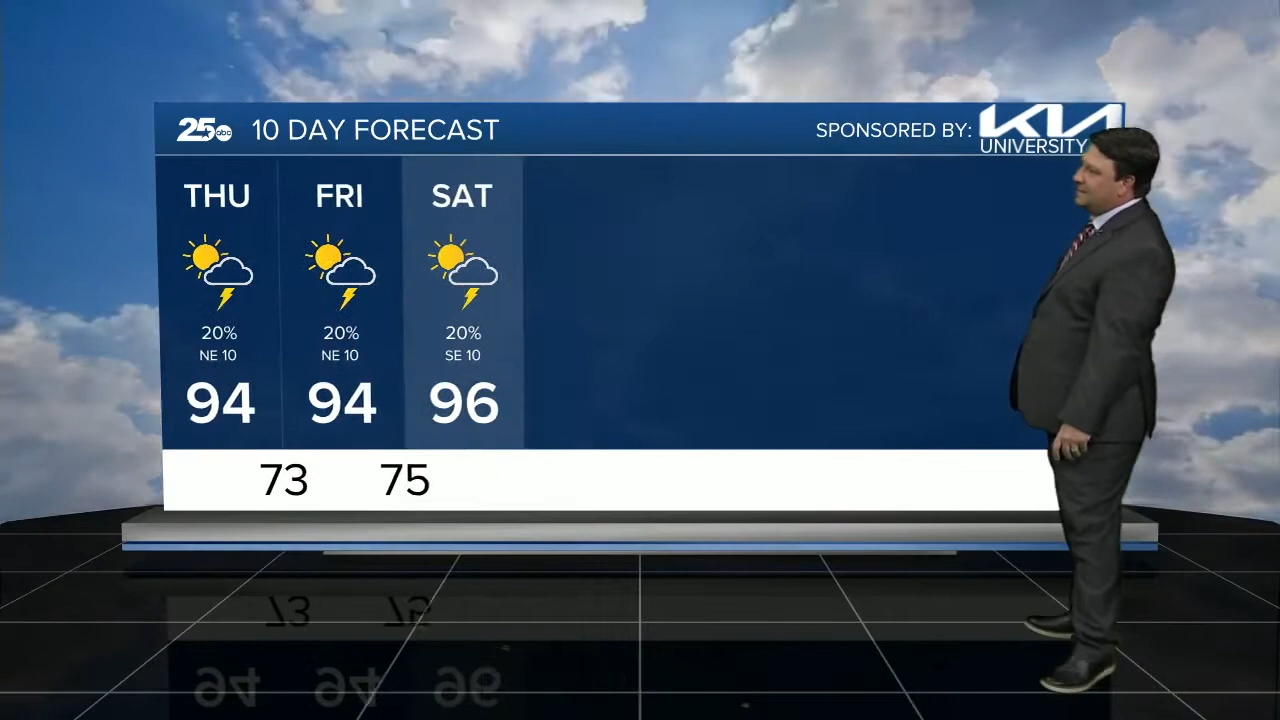 25 abc 10 DAY FORECAST
SPONSORED BY: KIA
UNIVERSITY
THU FRI SAT
20% 20% 20%
NE 10 NE 10 SE 10
94 94 96
73 75